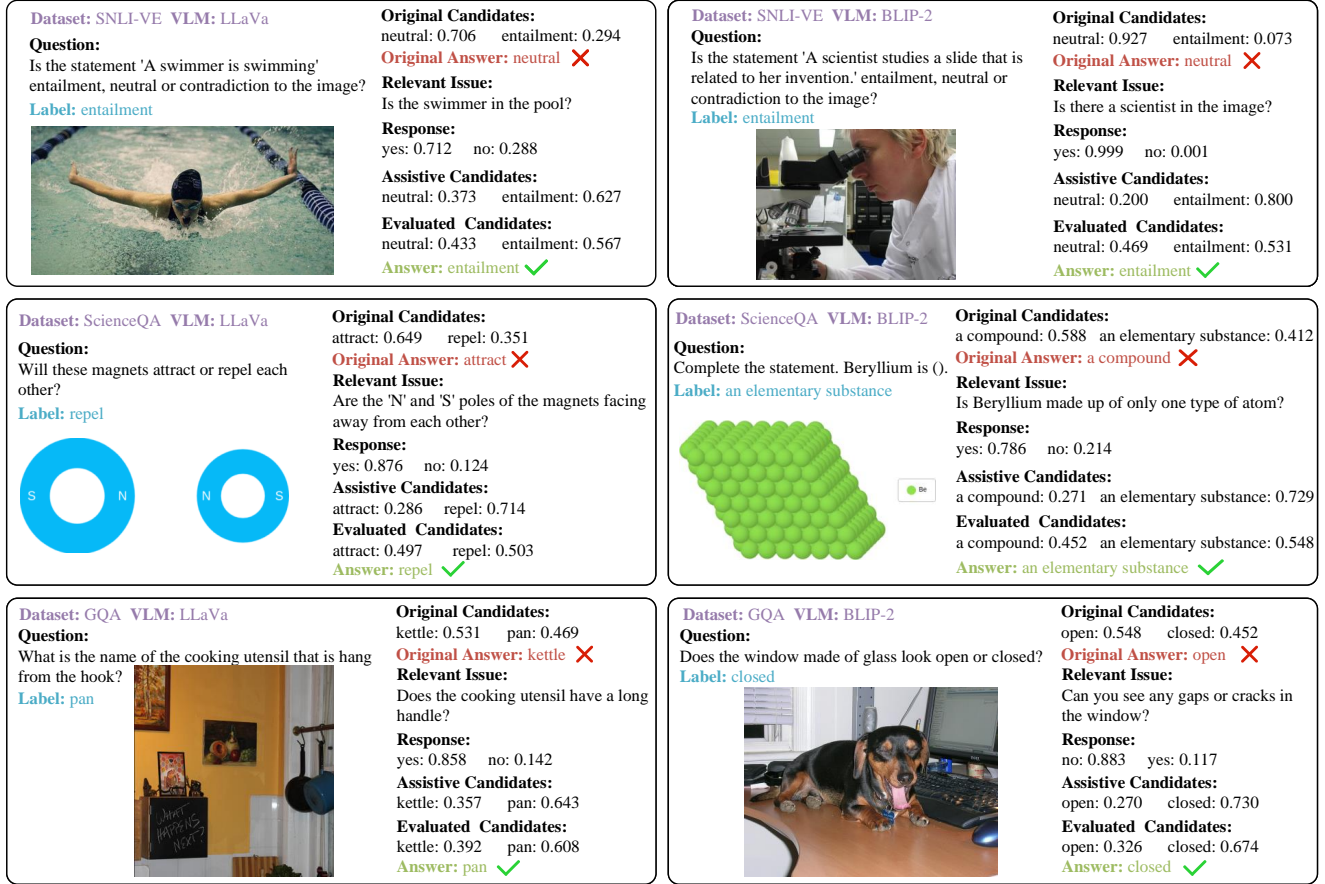 Dataset: SNLI-VE VLM: LLaVa
Question:
Is the statement 'A swimmer is swimming'
entailment, neutral or contradiction to the image?
Label: entailment
Original Candidates:
neutral: 0.706 entailment: 0.294
Original Answer: neutral
Relevant Issue:
Is the swimmer in the pool?
Response:
yes: 0.712 no: 0.288
Assistive Candidates:
neutral: 0.373 entailment: 0.627
Evaluated Candidates:
neutral: 0.433 entailment: 0.567
Answer: entailment
Dataset: SNLI-VE VLM: BLIP-2
Question:
Is the statement 'A scientist studies a slide that is
related to her invention.' entailment, neutral or
contradiction to the image?
Label: entailment
Original Candidates:
neutral: 0.927 entailment: 0.073
Original Answer: neutral
Relevant Issue:
Is there a scientist in the image?
Response:
yes: 0.999 no: 0.001
Assistive Candidates:
neutral: 0.200 entailment: 0.800
Evaluated Candidates:
neutral: 0.469 entailment: 0.531
Answer: entailment
Dataset: ScienceQA VLM: LLaVa
Question:
Will these magnets attract or repel each
other?
Label: repel
S N N S
Original Candidates:
attract: 0.649 repel: 0.351
Original Answer: attract
Relevant Issue:
Are the 'N' and 'S' poles of the magnets facing
away from each other?
Response:
yes: 0.876 no: 0.124
Assistive Candidates:
attract: 0.286 repel: 0.714
Evaluated Candidates:
attract: 0.497 repel: 0.503
Answer: repel
Dataset: ScienceQA VLM: BLIP-2
Question:
Complete the statement. Beryllium is ().
Label: an elementary substance
Be
Original Candidates:
a compound: 0.588 an elementary substance: 0.412
Original Answer: a compound
Relevant Issue:
Is Beryllium made up of only one type of atom?
Response:
yes: 0.786 no: 0.214
Assistive Candidates:
a compound: 0.271 an elementary substance: 0.729
Evaluated Candidates:
a compound: 0.452 an elementary substance: 0.548
Answer: an elementary substance
Dataset: GQA VLM: LLaVa
Question:
What is the name of the cooking utensil that is hang
from the hook?
Label: pan
WHAT
HAPPENS
NEXT?
Original Candidates:
kettle: 0.531 pan: 0.469
Original Answer: kettle
Relevant Issue:
Does the cooking utensil have a long
handle?
Response:
yes: 0.858 no: 0.142
Assistive Candidates:
kettle: 0.357 pan: 0.643
Evaluated Candidates:
kettle: 0.392 pan: 0.608
Answer: pan
Dataset: GQA VLM: BLIP-2
Question:
Does the window made of glass look open or closed?
Label: closed
Original Candidates:
open: 0.548 closed: 0.452
Original Answer: open
Relevant Issue:
Can you see any gaps or cracks in
the window?
Response:
no: 0.883 yes: 0.117
Assistive Candidates:
open: 0.270 closed: 0.730
Evaluated Candidates:
open: 0.326 closed: 0.674
Answer: closed